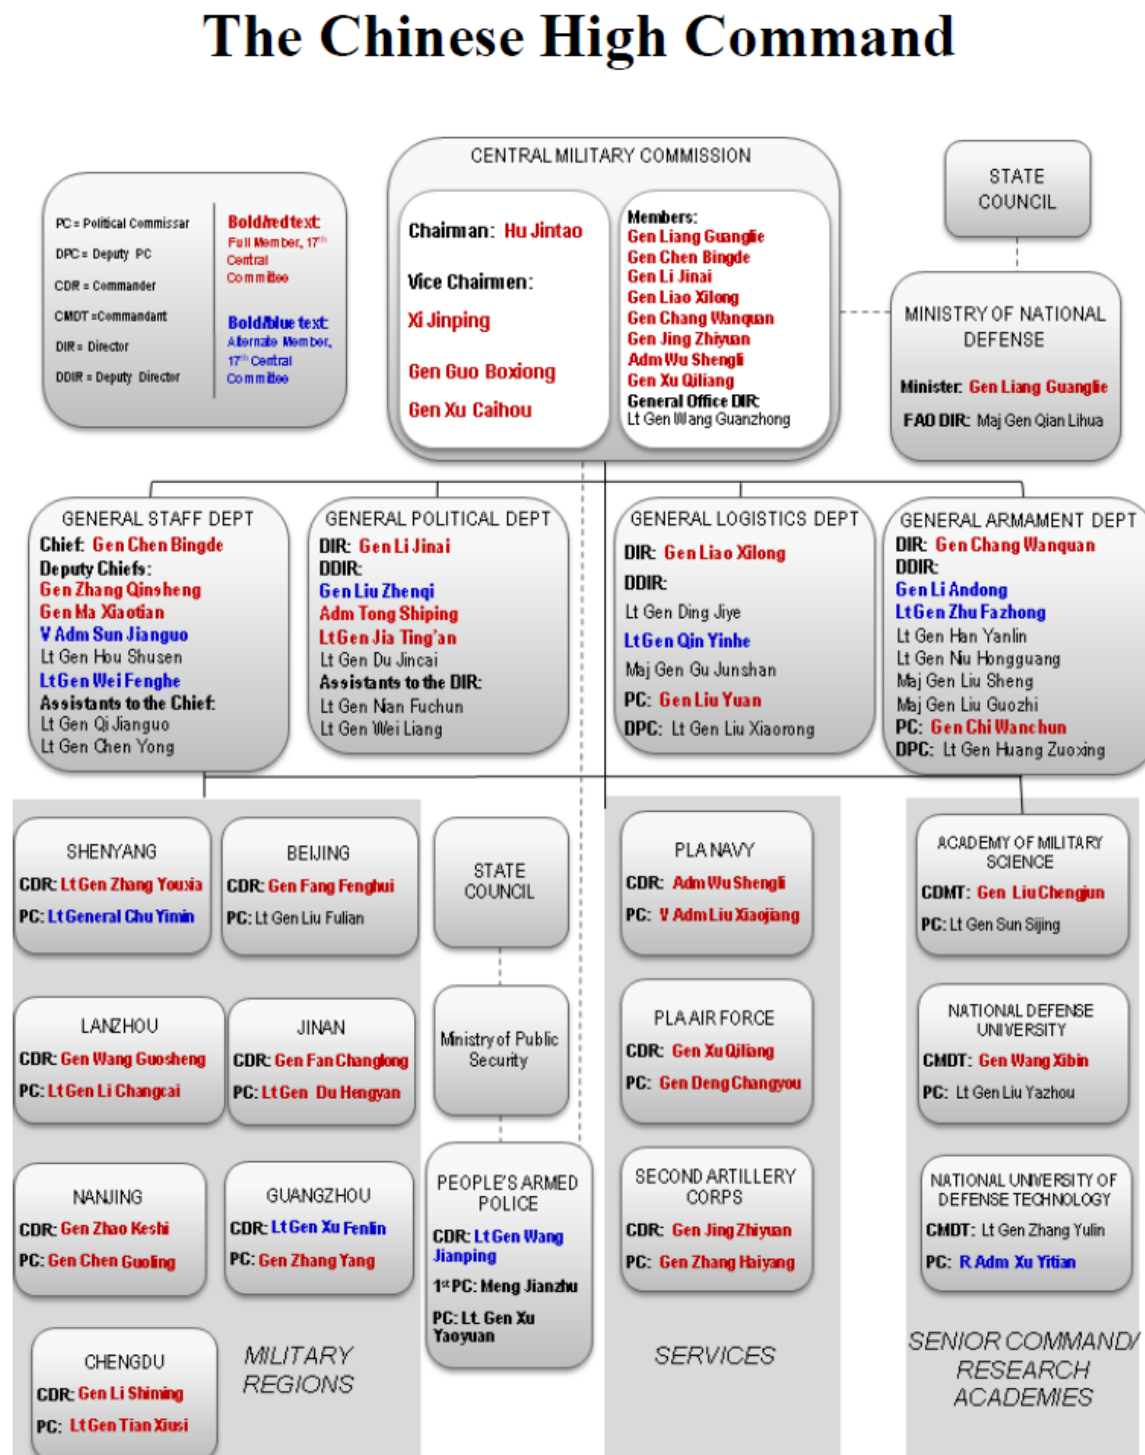 The Chinese High Command
PC = Political Commissar
DPC = Deputy PC
CDR = Commander
CMDT =Commandant
DIR = Director
DDIR = Deputy Director
Bold/red text:
Full Member, 17th
Central
Committee
Bold/blue text:
Alternate Member,
17th Central
Committee
CENTRAL MILITARY COMMISSION
Chairman: Hu Jintao
Vice Chairmen:
Xi Jinping
Gen Guo Boxiong
Gen Xu Caihou
Members:
Gen Liang Guanglie
Gen Chen Bingde
Gen Li Jinai
Gen Liao Xilong
Gen Chang Wanquan
Gen Jing Zhiyuan
Adm Wu Shengli
Gen Xu Qiliang
General Office DIR:
Lt Gen Wang Guanzhong
STATE
COUNCIL
MINISTRY OF NATIONAL
DEFENSE
Minister: Gen Liang Guanglie
FAO DIR: Maj Gen Qian Lihua
GENERAL STAFF DEPT
Chief: Gen Chen Bingde
Deputy Chiefs:
Gen Zhang Qinsheng
Gen Ma Xiaotian
V Adm Sun Jianguo
Lt Gen Hou Shusen
Lt Gen Wei Fenghe
Assistants to the Chief:
Lt Gen Qi Jianguo
Lt Gen Chen Yong
GENERAL POLITICAL DEPT
DIR: Gen Li Jinai
DDIR:
Gen Liu Zhenqi
Adm Tong Shiping
Lt Gen Jia Ting'an
Lt Gen Du Jincai
Assistants to the DIR:
Lt Gen Nian Fuchun
Lt Gen Wei Liang
GENERAL LOGISTICS DEPT
DIR: Gen Liao Xilong
DDIR:
Lt Gen Ding Jiye
Lt Gen Qin Yinhe
Maj Gen Gu Junshan
PC: Gen Liu Yuan
DPC: Lt Gen Liu Xiaorong
GENERAL ARMAMENT DEPT
DIR: Gen Chang Wanquan
DDIR:
Gen Li Andong
Lt Gen Zhu Fazhong
Lt Gen Han Yanlin
Lt Gen Niu Hongguang
Maj Gen Liu Sheng
Maj Gen Liu Guozhi
PC: Gen Chi Wanchun
DPC: Lt Gen Huang Zuoxing
SHENYANG
CDR: Lt Gen Zhang Youxia
PC: Lt General Chu Yimin
BEIJING
CDR: Gen Fang Fenghui
PC: Lt Gen Liu Fulian
LANZHOU
CDR: Gen Wang Guosheng
PC: Lt Gen Li Changcai
JINAN
CDR: Gen Fan Changlong
PC: Lt Gen Du Hengyan
NANJING
CDR: Gen Zhao Keshi
PC: Gen Chen Guoling
GUANGZHOU
CDR: Lt Gen Xu Fenlin
PC: Gen Zhang Yang
CHENGDU
CDR: Gen Li Shiming
PC: Lt Gen Tian Xiusi
MILITARY
REGIONS
STATE
COUNCIL
Ministry of Public
Security
PEOPLE'S ARMED
POLICE
CDR: Lt Gen Wang
Jianping
1st PC: Meng Jianzhu
PC: Lt. Gen Xu
Yaoyuan
PLA NAVY
CDR: Adm Wu Shengli
PC: V Adm Liu Xiaojiang
PLA AIR FORCE
CDR: Gen Xu Qiliang
PC: Gen Deng Changyou
SECOND ARTILLERY
CORPS
CDR: Gen Jing Zhiyuan
PC: Gen Zhang Haiyang
SERVICES
ACADEMY OF MILITARY
SCIENCE
CDMT: Gen Liu Chengjun
PC: Lt Gen Sun Sijing
NATIONAL DEFENSE
UNIVERSITY
CMDT: Gen Wang Xibin
PC: Lt Gen Liu Yazhou
NATIONAL UNIVERSITY OF
DEFENSE TECHNOLOGY
CMDT: Lt Gen Zhang Yulin
PC: R Adm Xu Yitian
SENIOR COMMAND/
RESEARCH
ACADEMIES